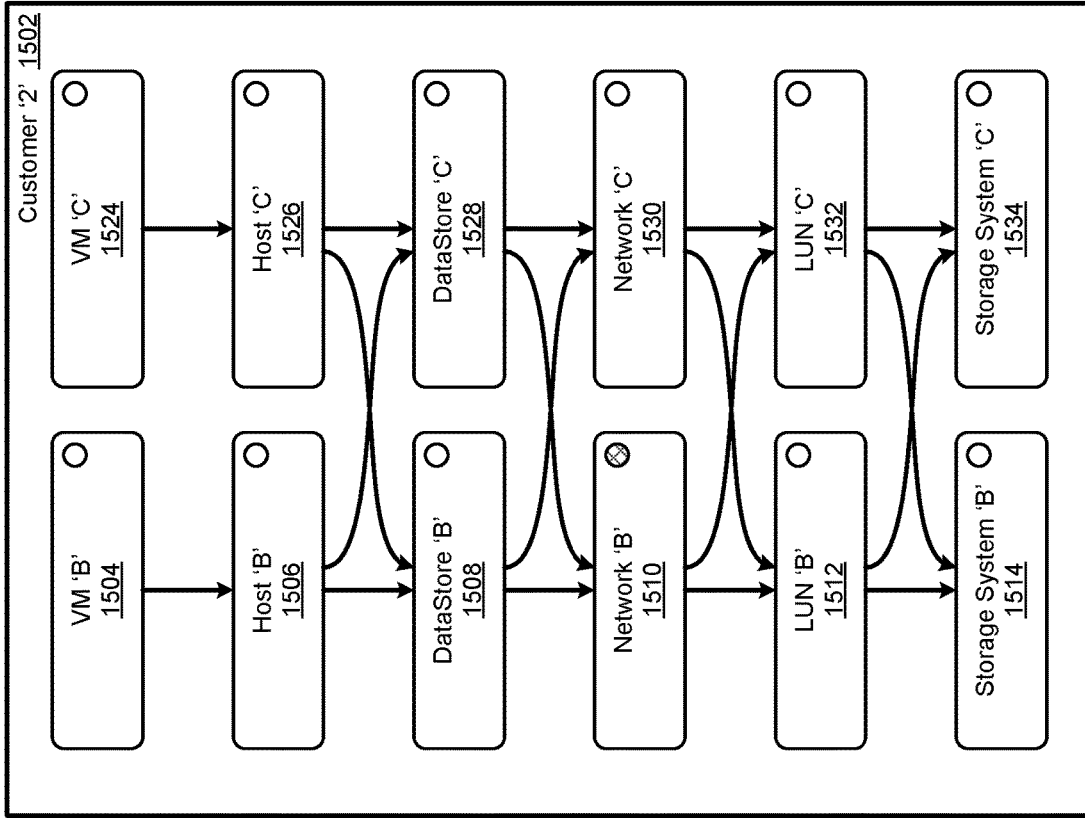 Customer '2' 1502
VM 'B'
1504
VM 'C'
1524
Host 'B'
1506
Host 'C'
1526
DataStore 'B'
1508
DataStore 'C'
1528
Network 'B'
1510
Network 'C'
1530
LUN 'B'
1512
LUN 'C'
1532
Storage System 'B'
1514
Storage System 'C'
1534